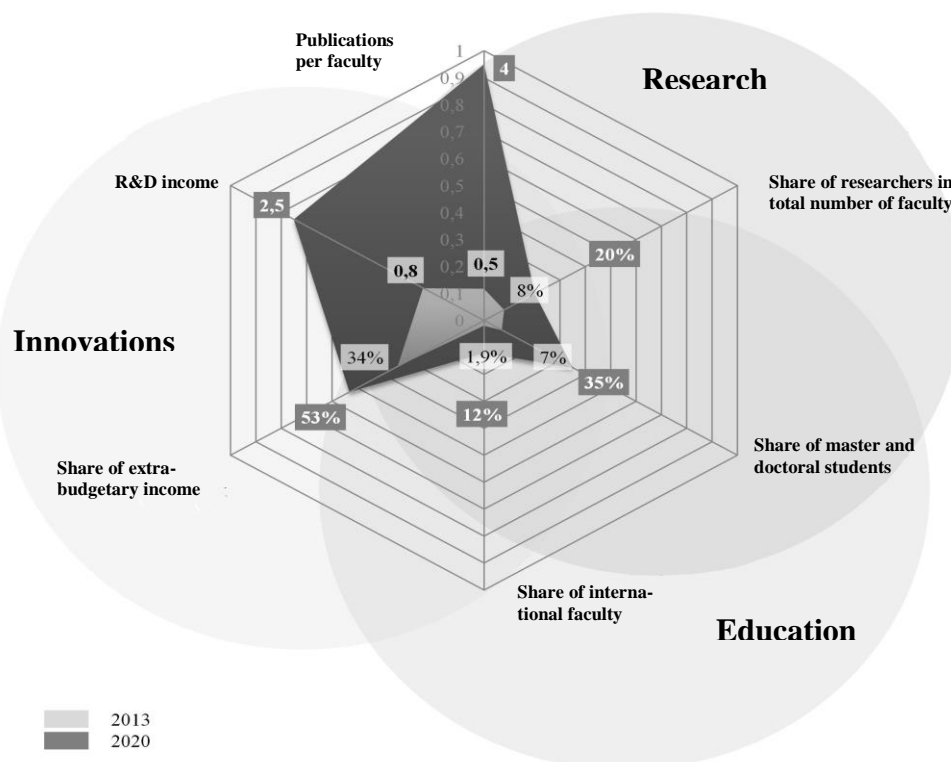 Publications
per faculty
1
4
0,9
0,8
0,7
0,6
0,5
0,4
0,3
0,2
0,1
0
Research
R&D income
2,5
Share of researchers in
total number of faculty
20%
0,8
0,5
8%
Innovations
34%
1,9%
7%
35%
53%
12%
Share of extra-
budgetary income
Share of master and
doctoral students
Share of interna-
tional faculty
Education
2013
2020